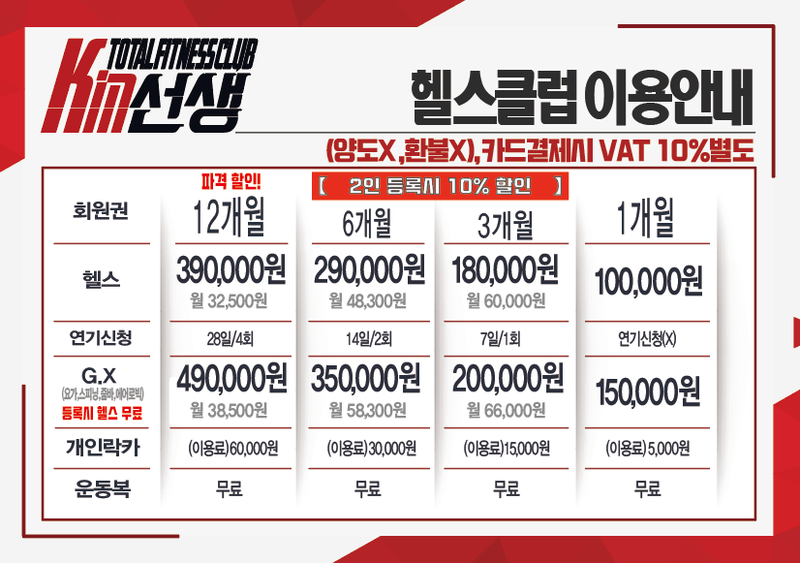 TOTAL FITNESS CLUB
Kim선생
헬스클럽 이용안내
(양도X ,환불X),카드결제시 VAT 10%별도
파격 할인!
【 2인 등록시 10% 할인 】
회원권 12개월 6개월 3개월 1개월
헬스 390,000원 290,000원 180,000원 100,000원
월 32,500원 월 48,300원 월 60,000원
연기신청 28일/4회 14일/2회 7일/1회 연기신청(X)
G.X 490,000원 350,000원 200,000원 150,000원
(요가,스피닝,줌바,에어로빅)
월 38,500원 월 58,300원 월 66,000원
등록시 헬스 무료
개인락카 (이용료)60,000원 (이용료)30,000원 (이용료)15,000원 (이용료) 5,000원
운동복 무료 무료 무료 무료